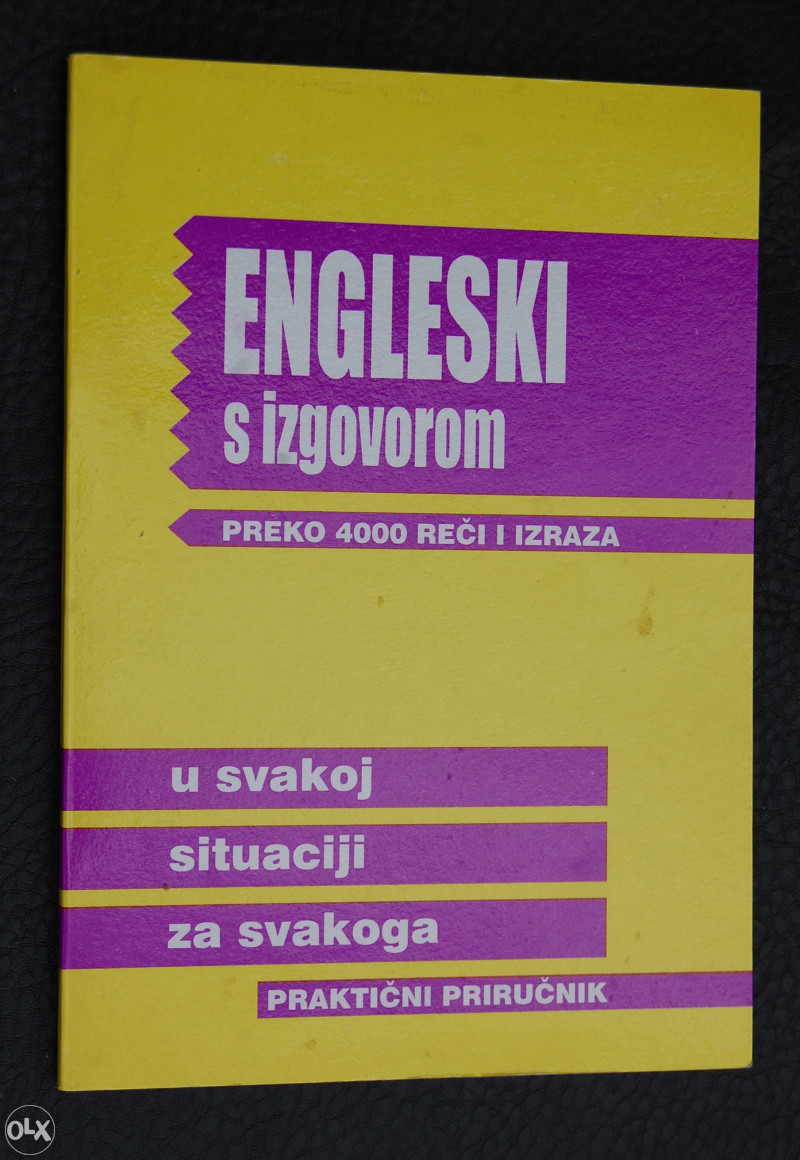 ENGLESKI
s izgovorom
PREKO 4000 REČI I IZRAZA
u svakoj
situaciji
za svakoga
PRAKTIČNI PRIRUČNIK
OLX